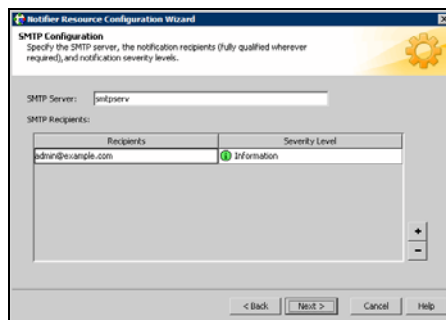 Notifier Resource Configuration Wizard
SMTP Configuration
Specify the SMTP server, the notification recipients (fully qualified wherever
required),and notification severity levels.
SMTP Server: smtpserv
SMTP Recipients:
Recipients Severity Level
admin@example.com Information
+
-
< Back Next > Cancel Help